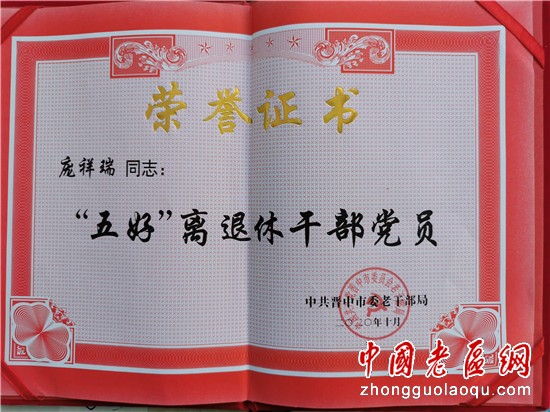 荣誉证书
庞祥瑞 同志：
“五好”离退休干部党员
中共晋中市委老干部局
二〇二〇年十月
中國老區網
zhongguolaoqu.com